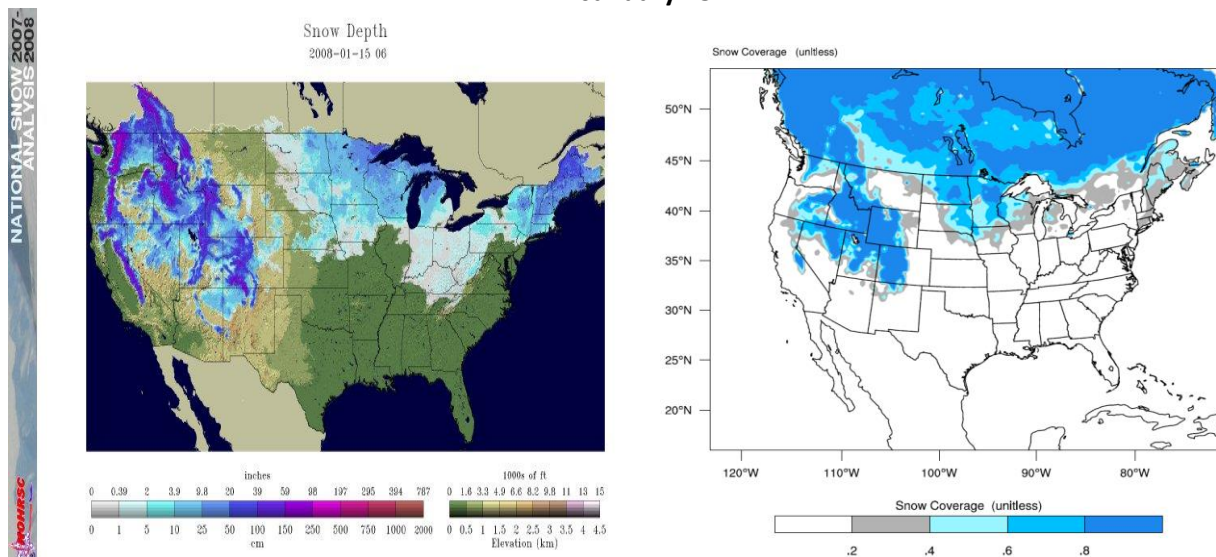 NATIONAL SNOW 2007-
ANALYSIS 2008
NOHRSC
Snow Depth
2008-01-15 06
inches
0 0.39 2 3.9 9.8 20 39 59 98 197 295 394 787
0 1 5 10 25 50 100 150 250 500 750 1000 2000
cm
1000s of ft
0 1.6 3.3 4.9 6.6 8.2 9.8 11 13 15
0 0.5 1 1.5 2 2.5 3 3.5 4 4.5
Elevation (km)
Snow Coverage (unitless)
50°N
45°N
40°N
35°N
30°N
25°N
20°N
120°W 110°W 100°W 90°W 80°W
Snow Coverage (unitless)
.2 .4 .6 .8